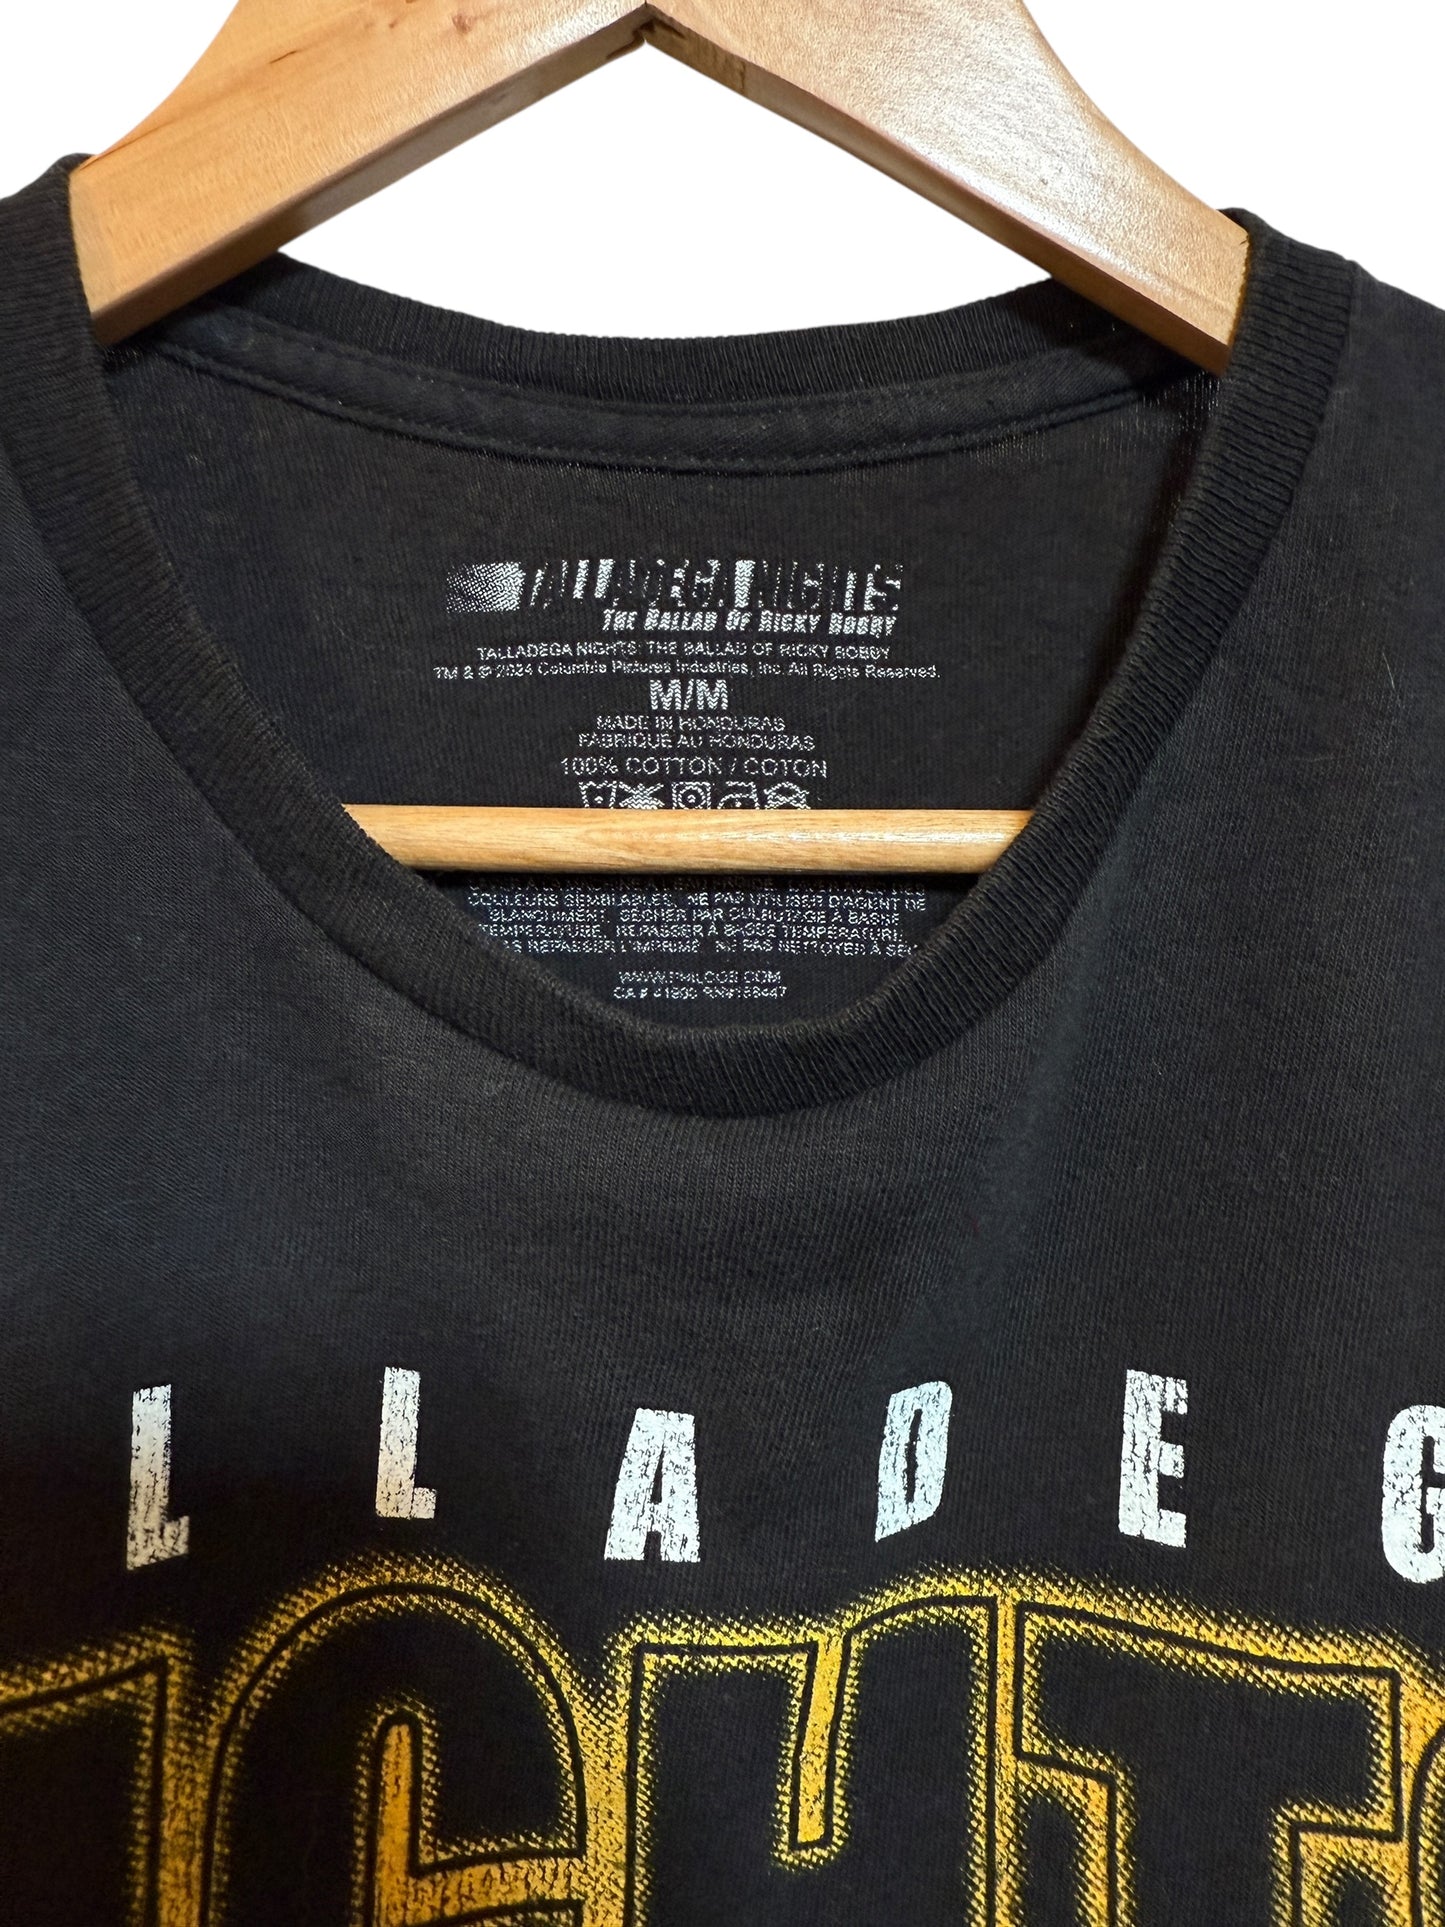 TALLADEGA NIGHTS
THE BALLAD OF RICKY BOBBY
TALLADEGA NIGHTS: THE BALLAD OF RICKY BOBBY
TM & © 2024 Columbia Pictures Industries, Inc. All Rights Reserved.
M/M
MADE IN HONDURAS
FABRIQUE AU HONDURAS
100% COTTON / COTON
COULEURS SEMBLABLES, NE PAS UTILISER D'AGENT DE
BLANCHIMENT, SÉCHER PAR CULBUTAGE À BASSE
TEMPÉRATURE, REPASSER À BASSE TEMPÉRATURE,
REPASSER L'IMPRIMÉ. NE PAS NETTOYER À SEC
WWW.PHILCOS.COM
LLADEG
IGHTS